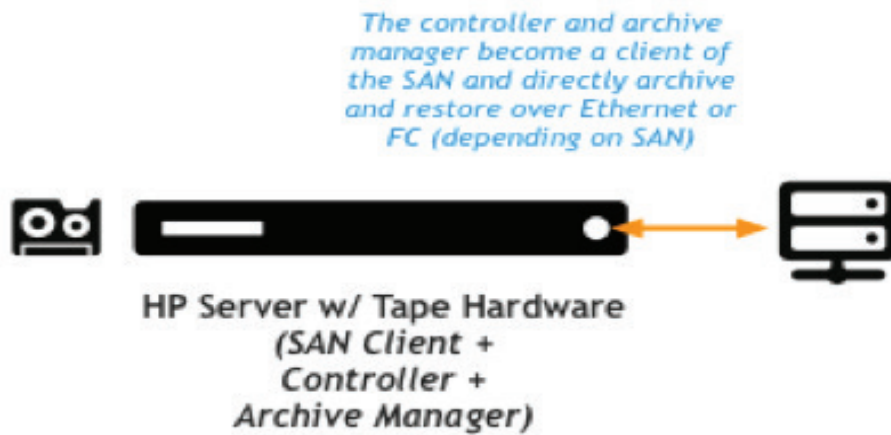 The controller and archive
manager become a client of
the SAN and directly archive
and restore over Ethernet or
FC (depending on SAN)
HP Server w/ Tape Hardware
(SAN Client +
Controller +
Archive Manager)